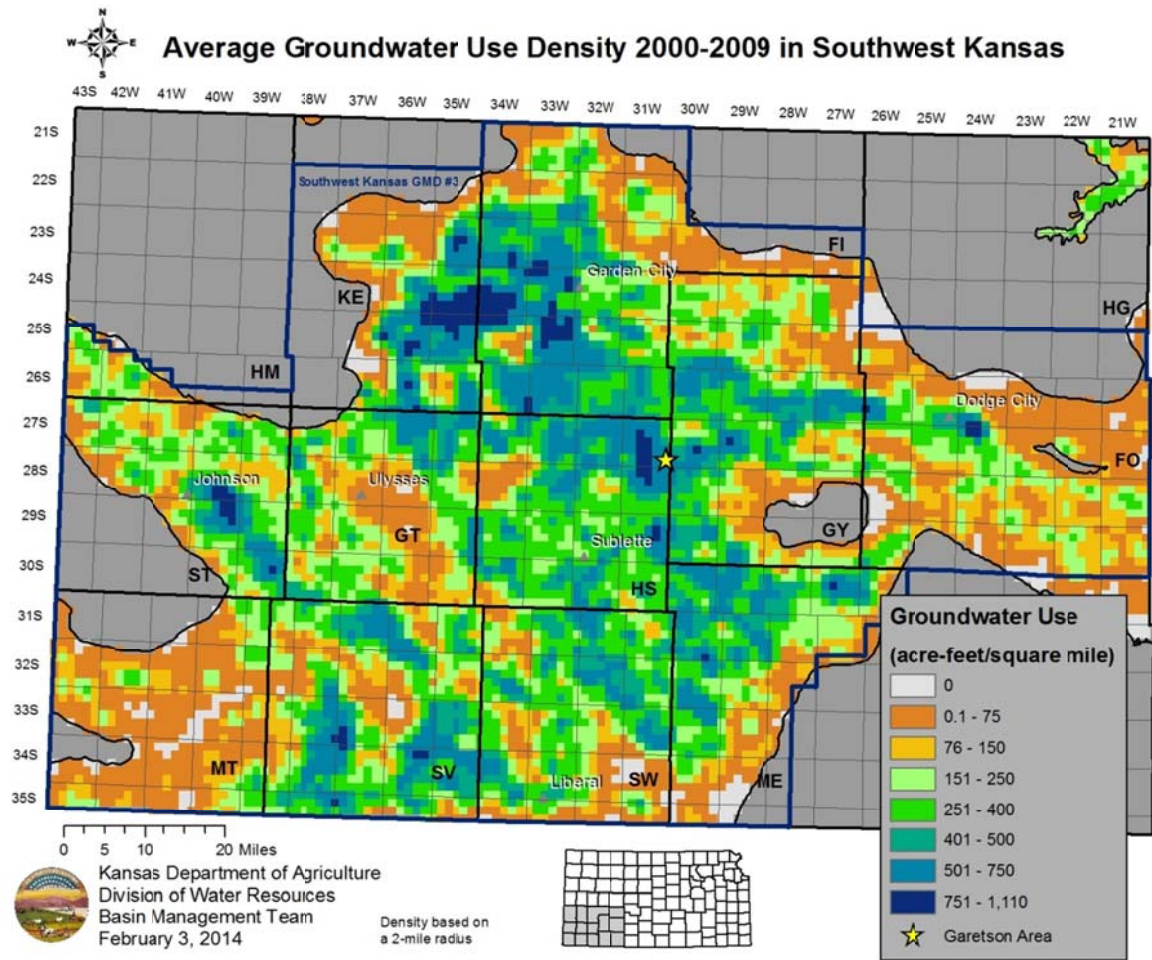 N
W E
S
Average Groundwater Use Density 2000-2009 in Southwest Kansas
43S 42W 41W 40W 39W 38W 37W 36W 35W 34W 33W 32W 31W 30W 29W 28W 27W 26W 25W 24W 23W 22W 21W
21S
22S
23S
24S
25S
26S
27S
28S
29S
30S
31S
32S
33S
34S
35S
Southwest Kansas GMD #3
FI
Garden City
KE
HG
HM
Dodge City
FO
Johnson
Ulysses
GT
Sublette
GY
ST
HS
MT
SV
Liberal
SW
ME
Groundwater Use
(acre-feet/square mile)
0
0.1 - 75
76 - 150
151 - 250
251 - 400
401 - 500
501 - 750
751 - 1,110
Garetson Area
0 5 10 20 Miles
Kansas Department of Agriculture
Division of Water Resources
Basin Management Team
February 3, 2014
Density based on
a 2-mile radius